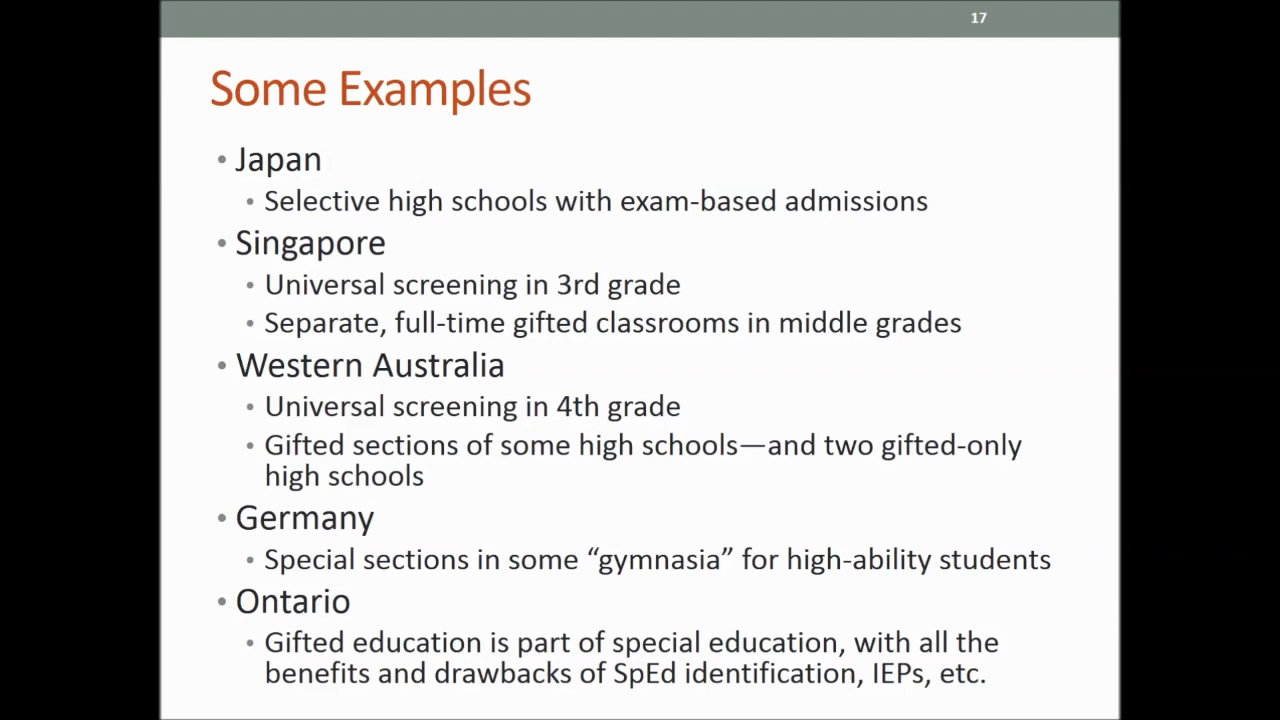 17
Some Examples
• Japan
• Selective high schools with exam-based admissions
• Singapore
• Universal screening in 3rd grade
• Separate, full-time gifted classrooms in middle grades
• Western Australia
• Universal screening in 4th grade
• Gifted sections of some high schools—and two gifted-only
high schools
• Germany
• Special sections in some “gymnasia” for high-ability students
• Ontario
• Gifted education is part of special education, with all the
benefits and drawbacks of SpEd identification, IEPs, etc.